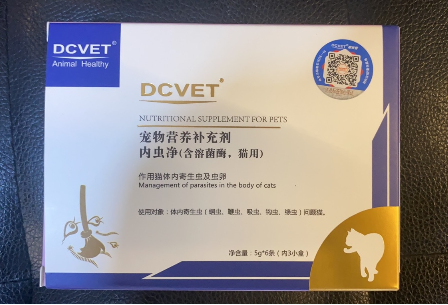 DCVET®
Animal Healthy
DCVET
NUTRITIONAL SUPPLEMENT FOR PETS
宠物营养补充剂
内虫净(含溶菌酶，猫用)
作用猫体内寄生虫及虫卵
Management of parasites in the body of cats
使用对象：体内寄生虫（蛔虫、鞭虫、吸虫、钩虫、绦虫）问题猫。
净含量：5g*6条（内3小盒）